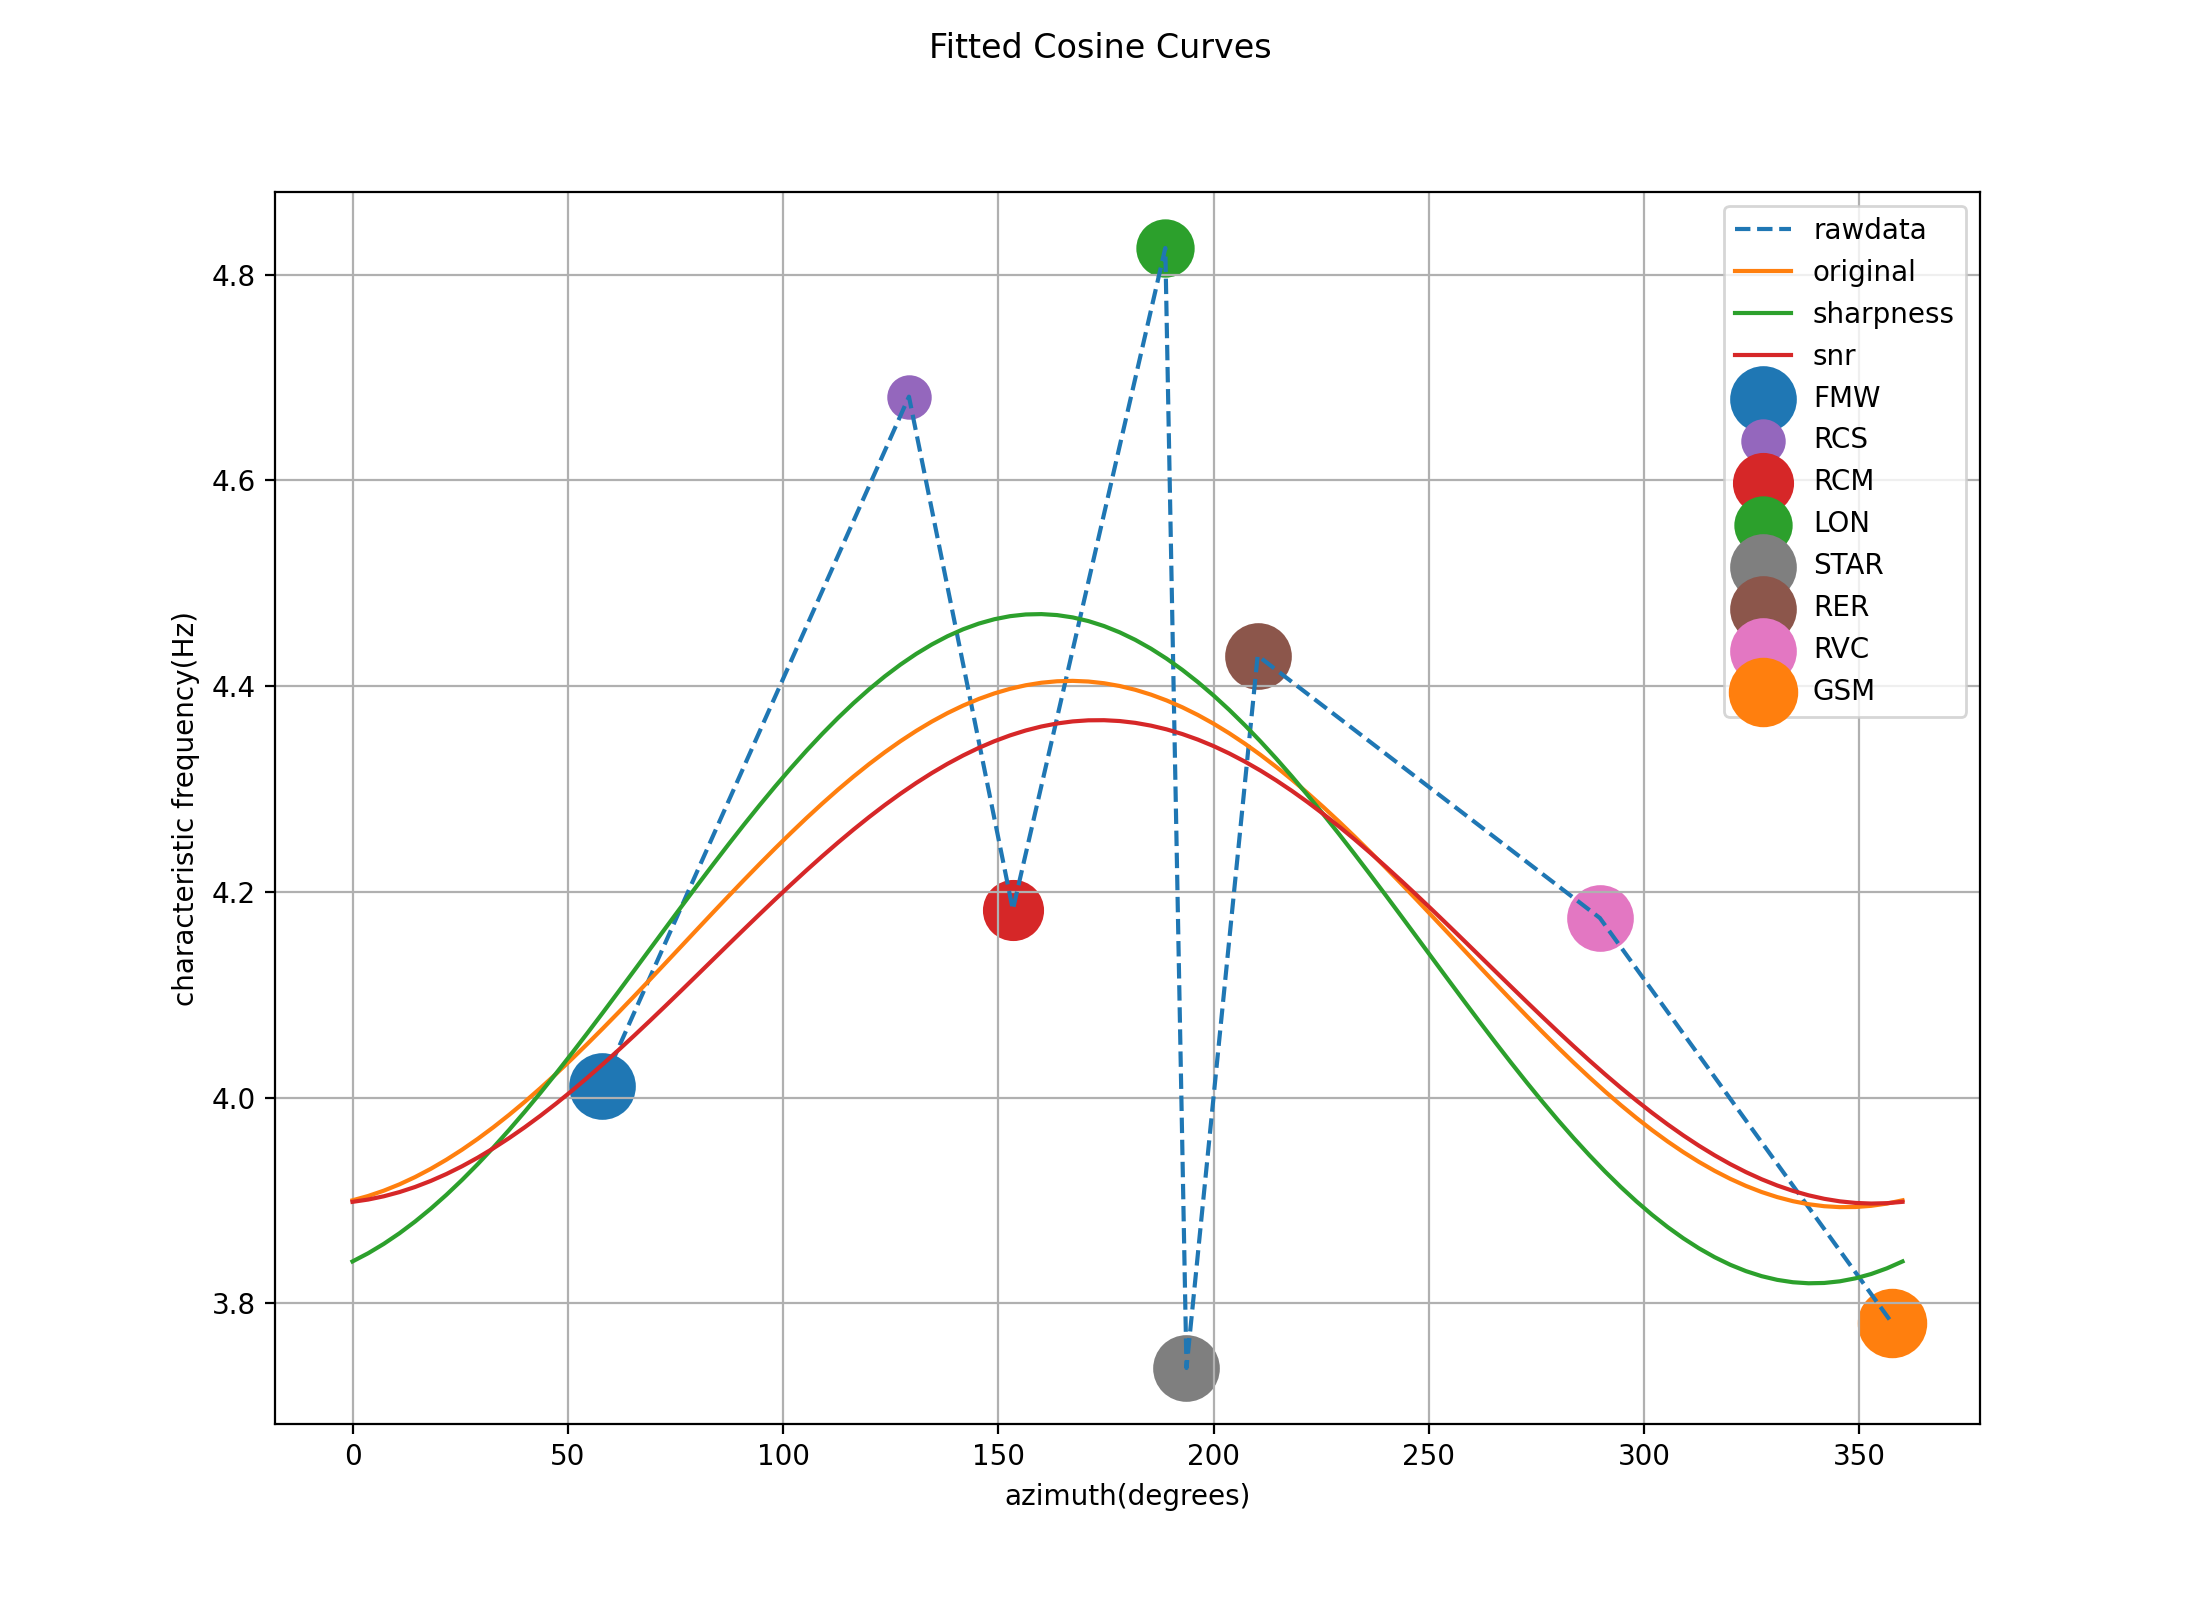 Fitted Cosine Curves
characteristic frequency(Hz)
4.8
4.6
4.4
4.2
4.0
3.8
rawdata
original
sharpness
snr
FMW
RCS
RCM
LON
STAR
RER
RVC
GSM
0 50 100 150 200 250 300 350
azimuth(degrees)